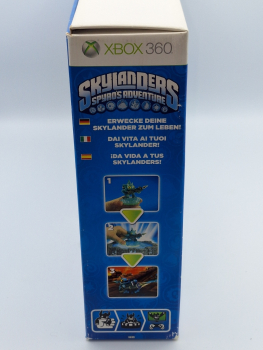 XBOX 360
SKYLANDERS
SPYRO'S ADVENTURE
ERWECKE DEINE
SKYLANDER ZUM LEBEN!
DAI VITA AI TUOI
SKYLANDER!
¡DA VIDA A TUS
SKYLANDERS!
1
2
3